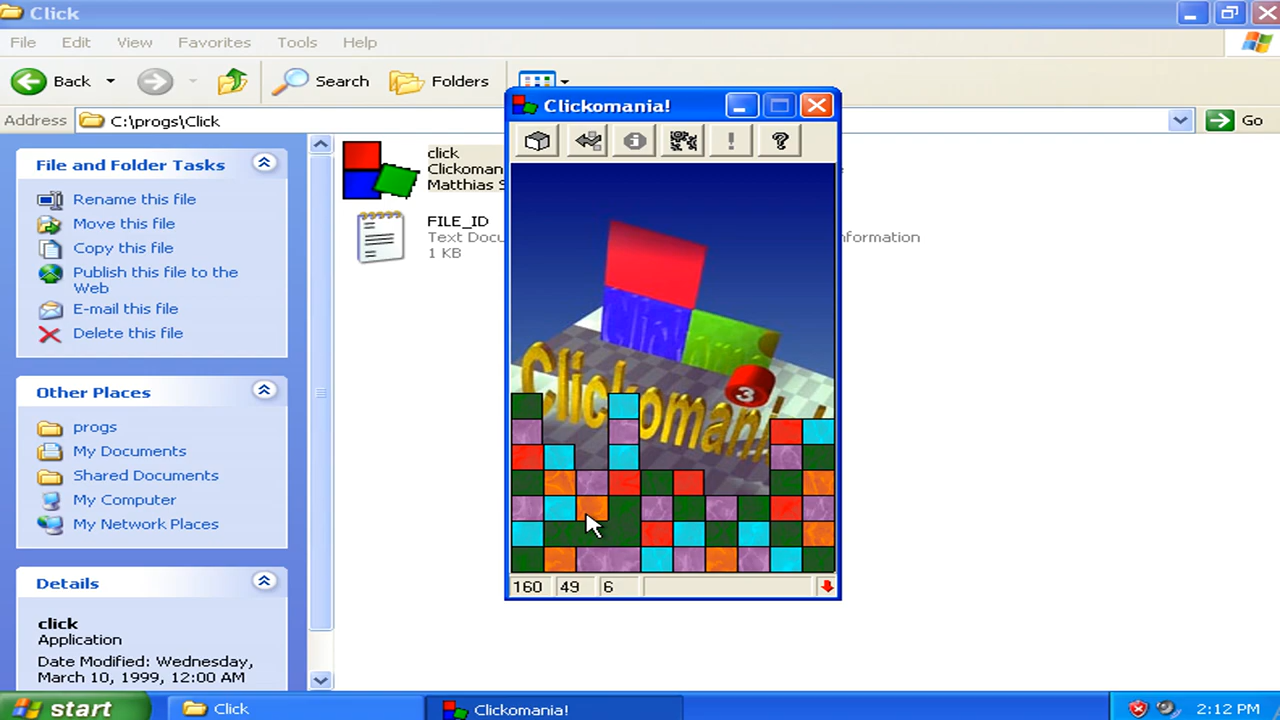 Click
File Edit View Favorites Tools Help
Back Search Folders
Address C:\progs\Click Go
Clickomania!
File and Folder Tasks
Rename this file
Move this file
Copy this file
Publish this file to the
Web
E-mail this file
Delete this file
Other Places
progs
My Documents
Shared Documents
My Computer
My Network Places
Details
click
Application
Date Modified: Wednesday,
March 10, 1999, 12:00 AM
click
Clickoman
Matthias S
FILE_ID
Text Docu
1 KB
nformation
3
Clickomani
160 49 6
start Click Clickomania! 2:12 PM